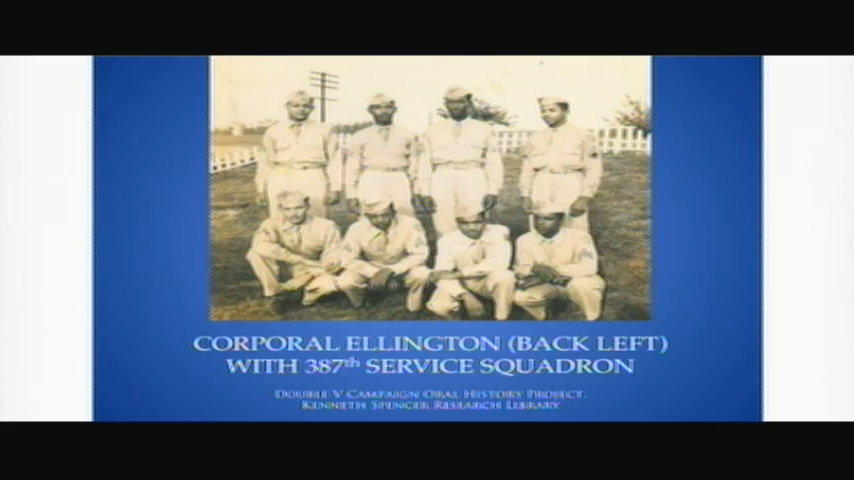 CORPORAL ELLINGTON (BACK LEFT)
WITH 387th SERVICE SQUADRON
DOUBLE V CAMPAIGN ORAL HISTORY PROJECT.
KENNETH SPENCER RESEARCH LIBRARY